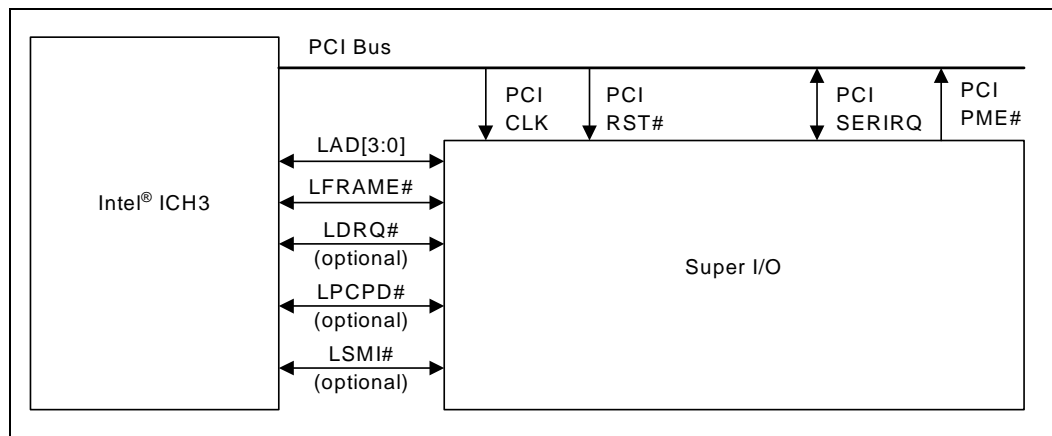 PCI Bus
PCI
CLK
PCI
RST#
PCI
SERIRQ
PCI
PME#
LAD[3:0]
LFRAME#
LDRQ#
(optional)
LPCPD#
(optional)
LSMI#
(optional)
Intel® ICH3
Super I/O